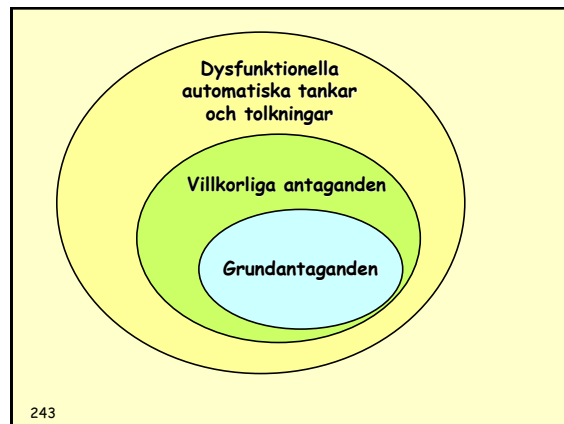 Dysfunktionella
automatiska tankar
och tolkningar
Villkorliga antaganden
Grundantaganden
243